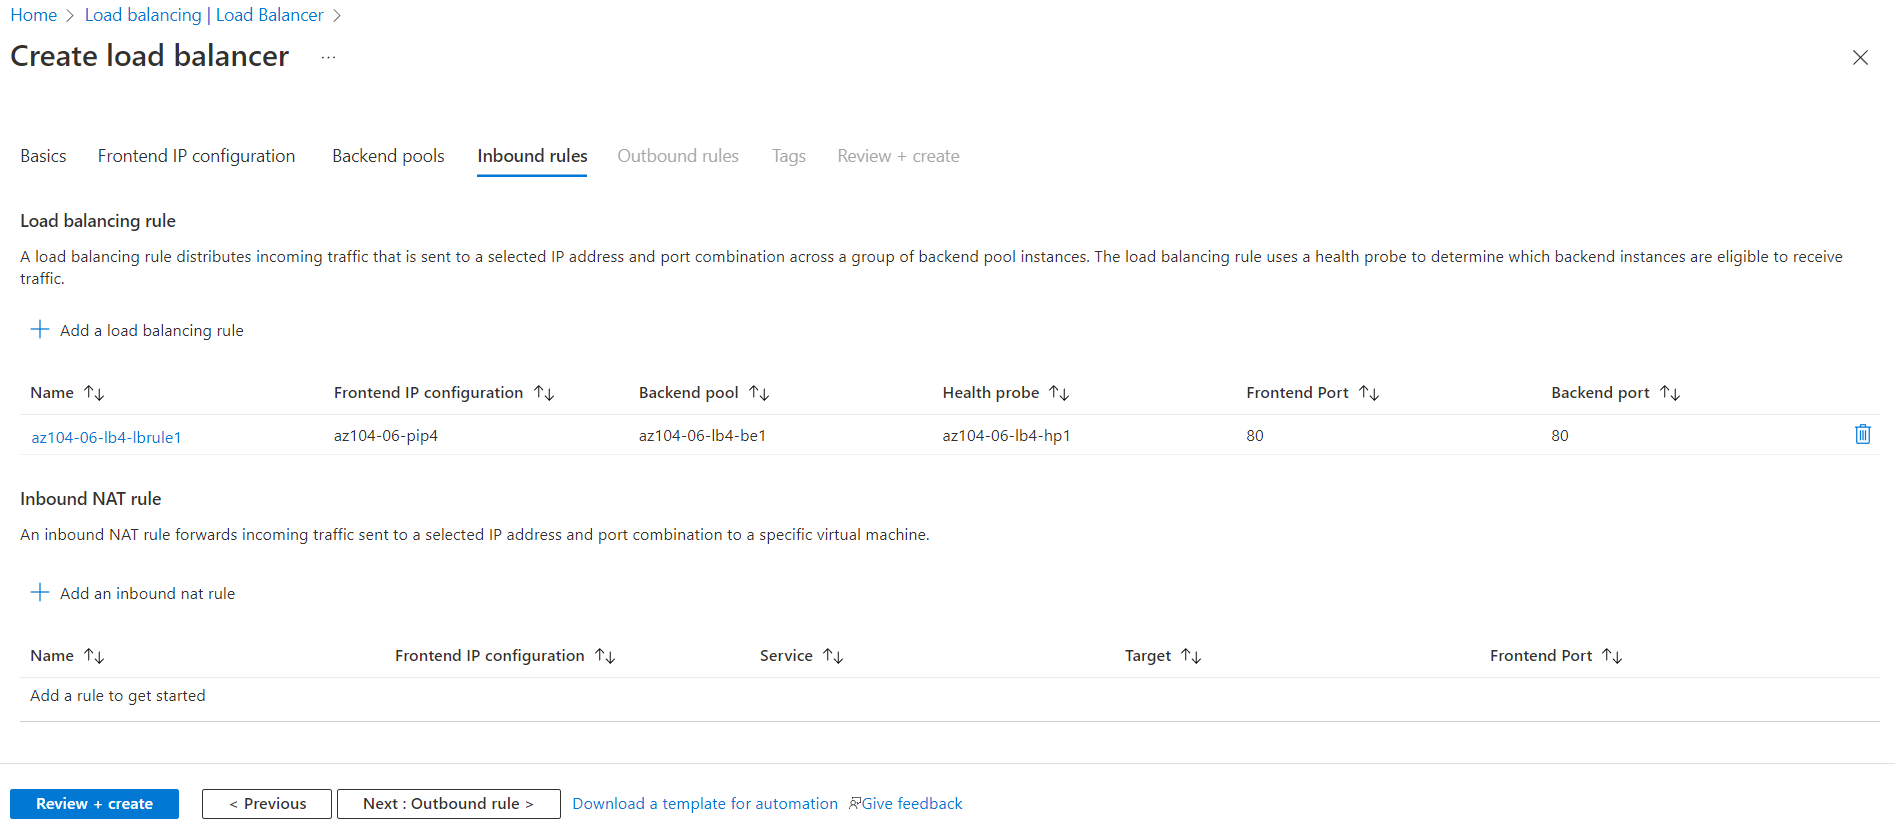 Home > Load balancing | Load Balancer >
Create load balancer ...
Basics Frontend IP configuration Backend pools Inbound rules Outbound rules Tags Review + create
Load balancing rule
A load balancing rule distributes incoming traffic that is sent to a selected IP address and port combination across a group of backend pool instances. The load balancing rule uses a health probe to determine which backend instances are eligible to receive
traffic.
Add a load balancing rule
Name Frontend IP configuration Backend pool Health probe Frontend Port Backend port
az104-06-lb4-lbrule1 az104-06-pip4 az104-06-lb4-be1 az104-06-lb4-hp1 80 80
Inbound NAT rule
An inbound NAT rule forwards incoming traffic sent to a selected IP address and port combination to a specific virtual machine.
Add an inbound nat rule
Name Frontend IP configuration Service Target Frontend Port
Add a rule to get started
Review + create < Previous Next : Outbound rule > Download a template for automation Give feedback